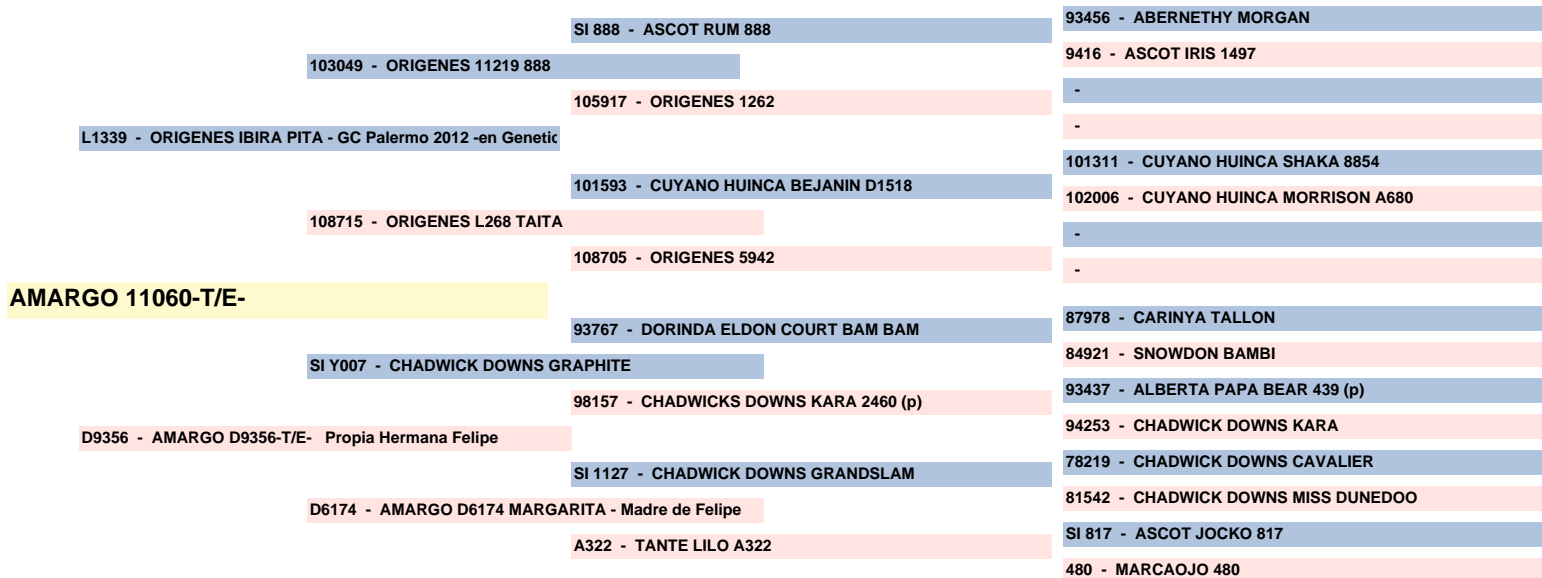 SI 888 - ASCOT RUM 888
93456 - ABERNETHY MORGAN
9416 - ASCOT IRIS 1497
103049 - ORIGENES 11219 888
105917 - ORIGENES 1262
-
-
L1339 - ORIGENES IBIRA PITA - GC Palermo 2012 -en Genetic
101593 - CUYANO HUINCA BEJANIN D1518
101311 - CUYANO HUINCA SHAKA 8854
102006 - CUYANO HUINCA MORRISON A680
108715 - ORIGENES L268 TAITA
108705 - ORIGENES 5942
-
-
AMARGO 11060-T/E-
93767 - DORINDA ELDON COURT BAM BAM
87978 - CARINYA TALLON
84921 - SNOWDON BAMBI
SI Y007 - CHADWICK DOWNS GRAPHITE
98157 - CHADWICKS DOWNS KARA 2460 (p)
93437 - ALBERTA PAPA BEAR 439 (p)
94253 - CHADWICK DOWNS KARA
D9356 - AMARGO D9356-T/E- Propia Hermana Felipe
SI 1127 - CHADWICK DOWNS GRANDSLAM
78219 - CHADWICK DOWNS CAVALIER
81542 - CHADWICK DOWNS MISS DUNEDOO
D6174 - AMARGO D6174 MARGARITA - Madre de Felipe
A322 - TANTE LILO A322
SI 817 - ASCOT JOCKO 817
480 - MARCAOJO 480